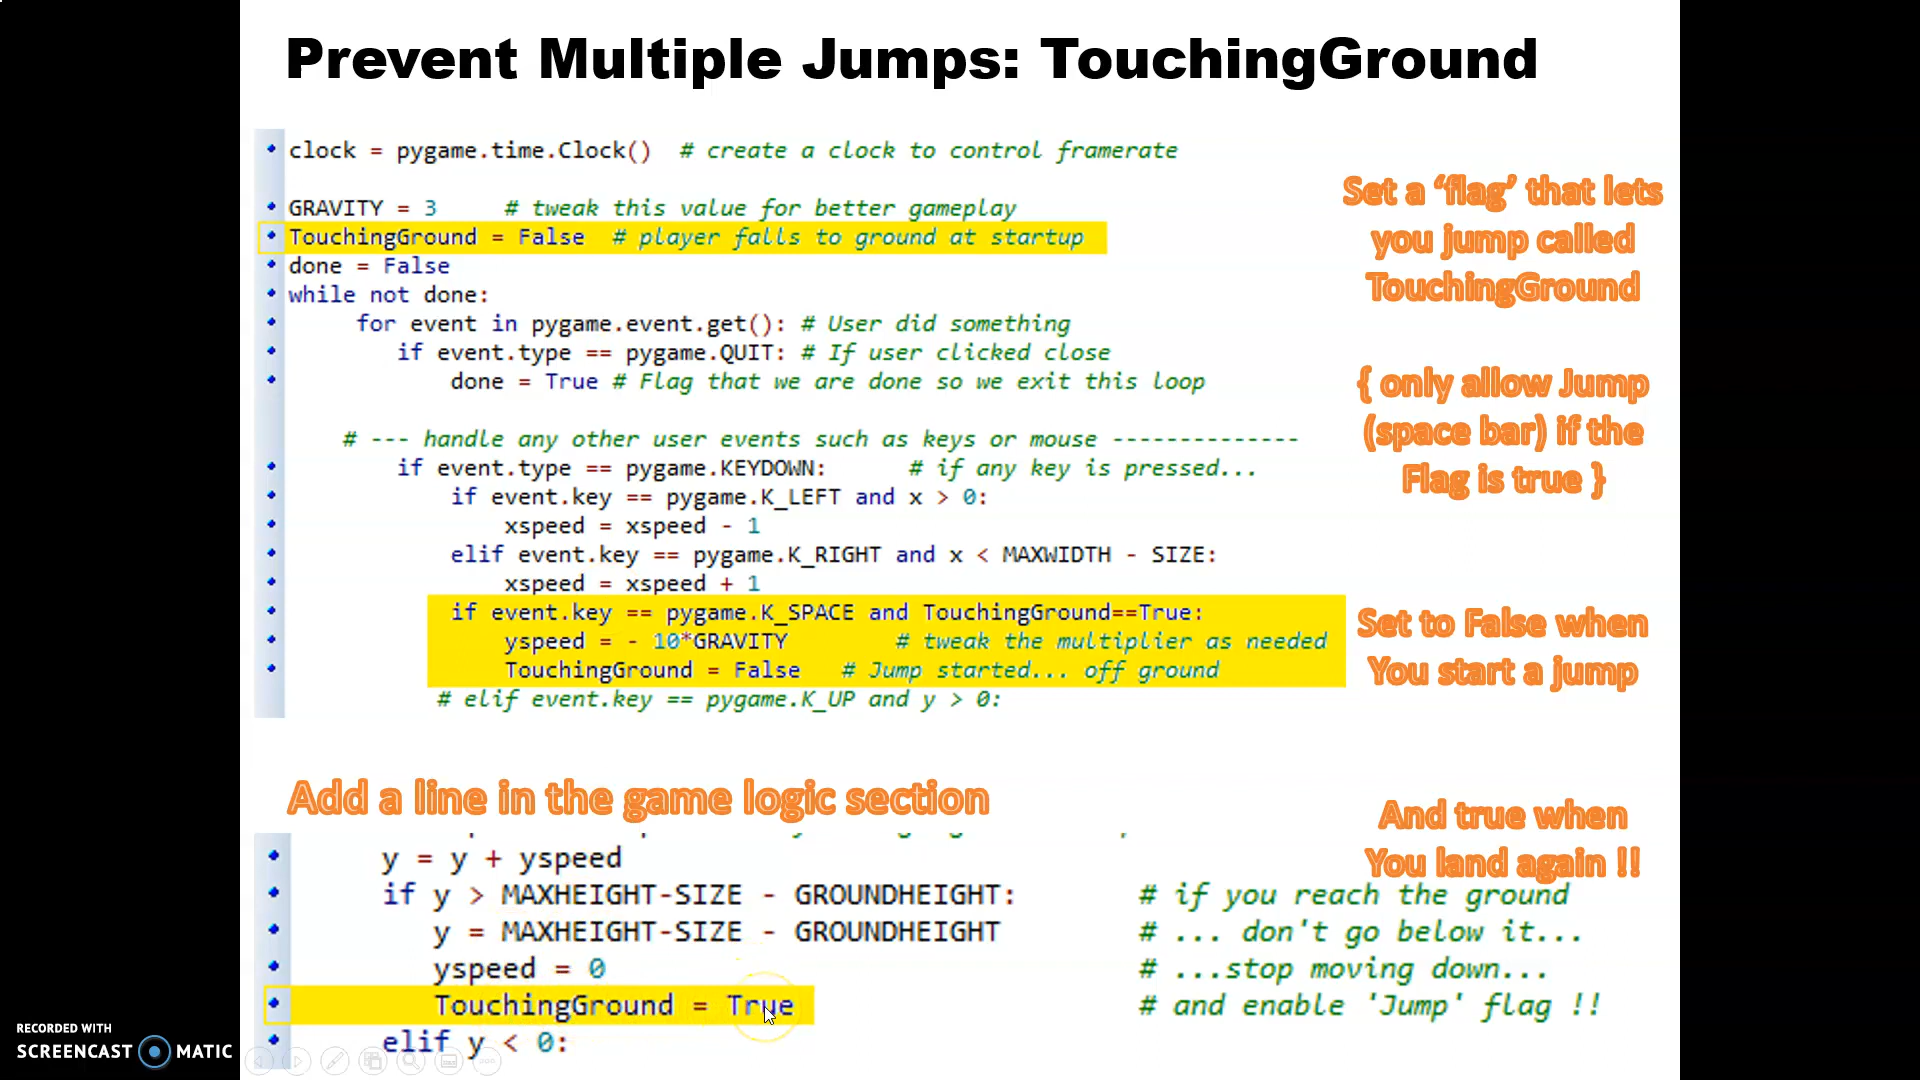 Prevent Multiple Jumps: TouchingGround
clock = pygame.time.Clock()  # create a clock to control framerate
GRAVITY = 3     # tweak this value for better gameplay
TouchingGround = False  # player falls to ground at startup
done = False
while not done:
for event in pygame.event.get(): # User did something
if event.type == pygame.QUIT: # If user clicked close
done = True # Flag that we are done so we exit this loop
# --- handle any other user events such as keys or mouse --------------
if event.type == pygame.KEYDOWN:      # if any key is pressed...
if event.key == pygame.K_LEFT and x > 0:
xspeed = xspeed - 1
elif event.key == pygame.K_RIGHT and x < MAXWIDTH - SIZE:
xspeed = xspeed + 1
if event.key == pygame.K_SPACE and TouchingGround==True:
yspeed = - 10*GRAVITY        # tweak the multiplier as needed
TouchingGround = False   # Jump started... off ground
# elif event.key == pygame.K_UP and y > 0:
Set a ‘flag’ that lets
you jump called
TouchingGround
{ only allow Jump
(space bar) if the
Flag is true }
Set to False when
You start a jump
Add a line in the game logic section
And true when
You land again !!
y = y + yspeed
if y > MAXHEIGHT-SIZE - GROUNDHEIGHT:       # if you reach the ground
y = MAXHEIGHT-SIZE - GROUNDHEIGHT        # ... don't go below it...
yspeed = 0                               # ...stop moving down...
TouchingGround = True                    # and enable 'Jump' flag !!
elif y < 0:
RECORDED WITH
SCREENCAST MATIC